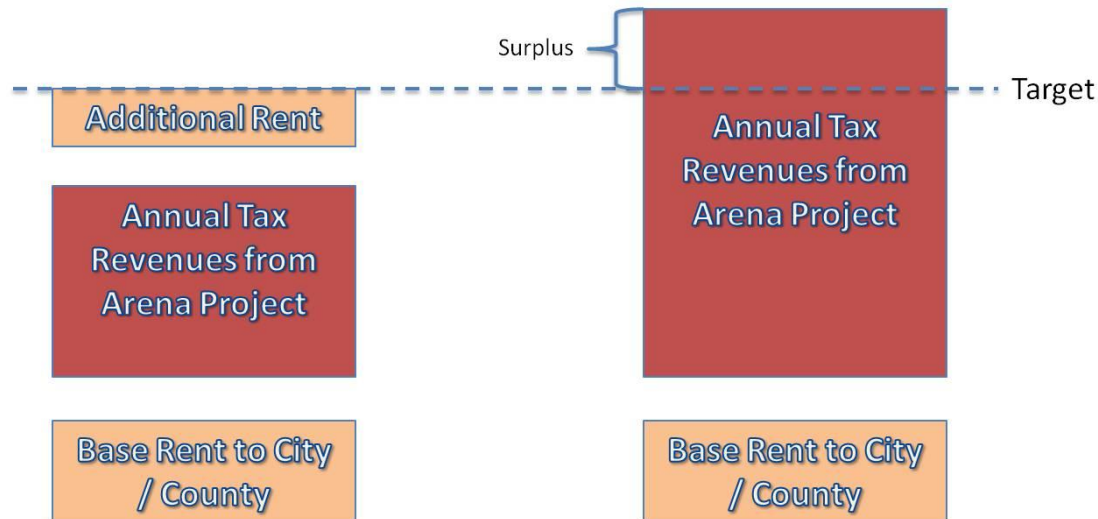 Surplus
Target
Additional Rent
Annual Tax
Revenues from
Arena Project
Annual Tax
Revenues from
Arena Project
Base Rent to City
/ County
Base Rent to City
/ County